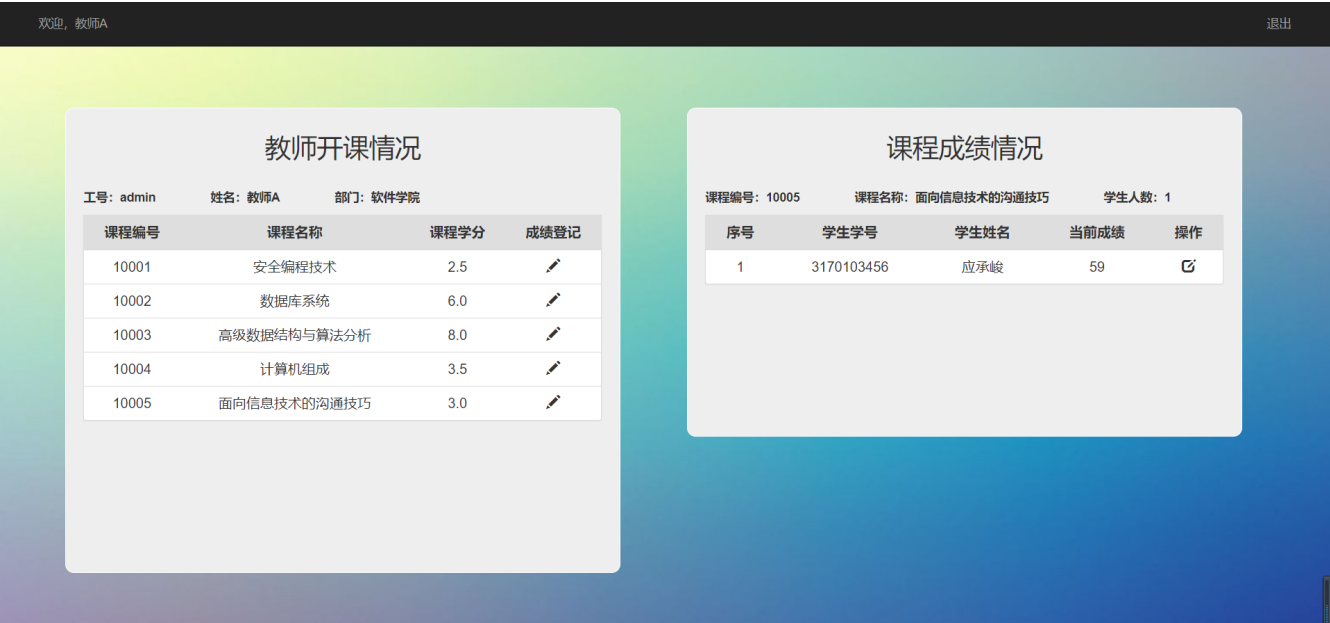 欢迎，教师A
退出
教师开课情况
工号：admin 姓名：教师A 部门：软件学院
课程编号 课程名称 课程学分 成绩登记
10001 安全编程技术 2.5
10002 数据库系统 6.0
10003 高级数据结构与算法分析 8.0
10004 计算机组成 3.5
10005 面向信息技术的沟通技巧 3.0
课程成绩情况
课程编号：10005 课程名称：面向信息技术的沟通技巧 学生人数：1
序号 学生学号 学生姓名 当前成绩 操作
1 3170103456 应承峻 59